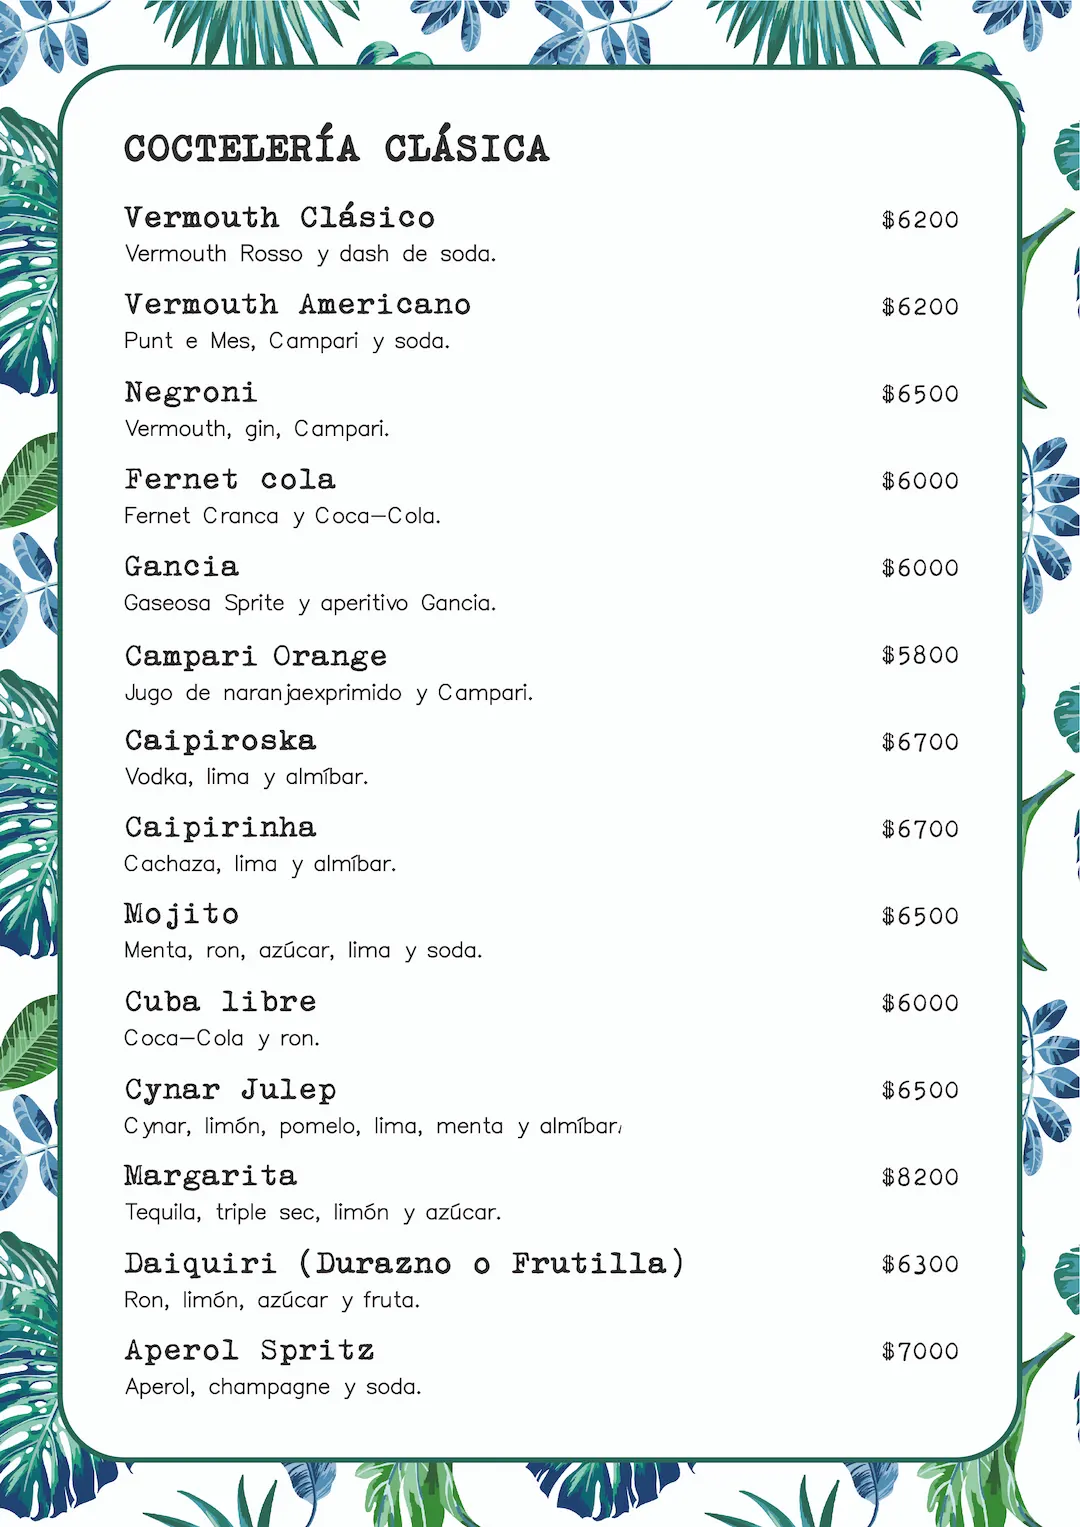 COCTELERÍA CLÁSICA
Vermouth Clásico $6200
Vermouth Rosso y dash de soda.
Vermouth Americano $6200
Punt e Mes, Campari y soda.
Negroni $6500
Vermouth, gin, Campari.
Fernet cola $6000
Fernet Cranca y Coca-Cola.
Gancia $6000
Gaseosa Sprite y aperitivo Gancia.
Campari Orange $5800
Jugo de naranjaexprimido y Campari.
Caipiroska $6700
Vodka, lima y almíbar.
Caipirinha $6700
Cachaza, lima y almíbar.
Mojito $6500
Menta, ron, azúcar, lima y soda.
Cuba libre $6000
Coca-Cola y ron.
Cynar Julep $6500
Cynar, limón, pomelo, lima, menta y almíbar.
Margarita $8200
Tequila, triple sec, limón y azúcar.
Daiquiri (Durazno o Frutilla) $6300
Ron, limón, azúcar y fruta.
Aperol Spritz $7000
Aperol, champagne y soda.